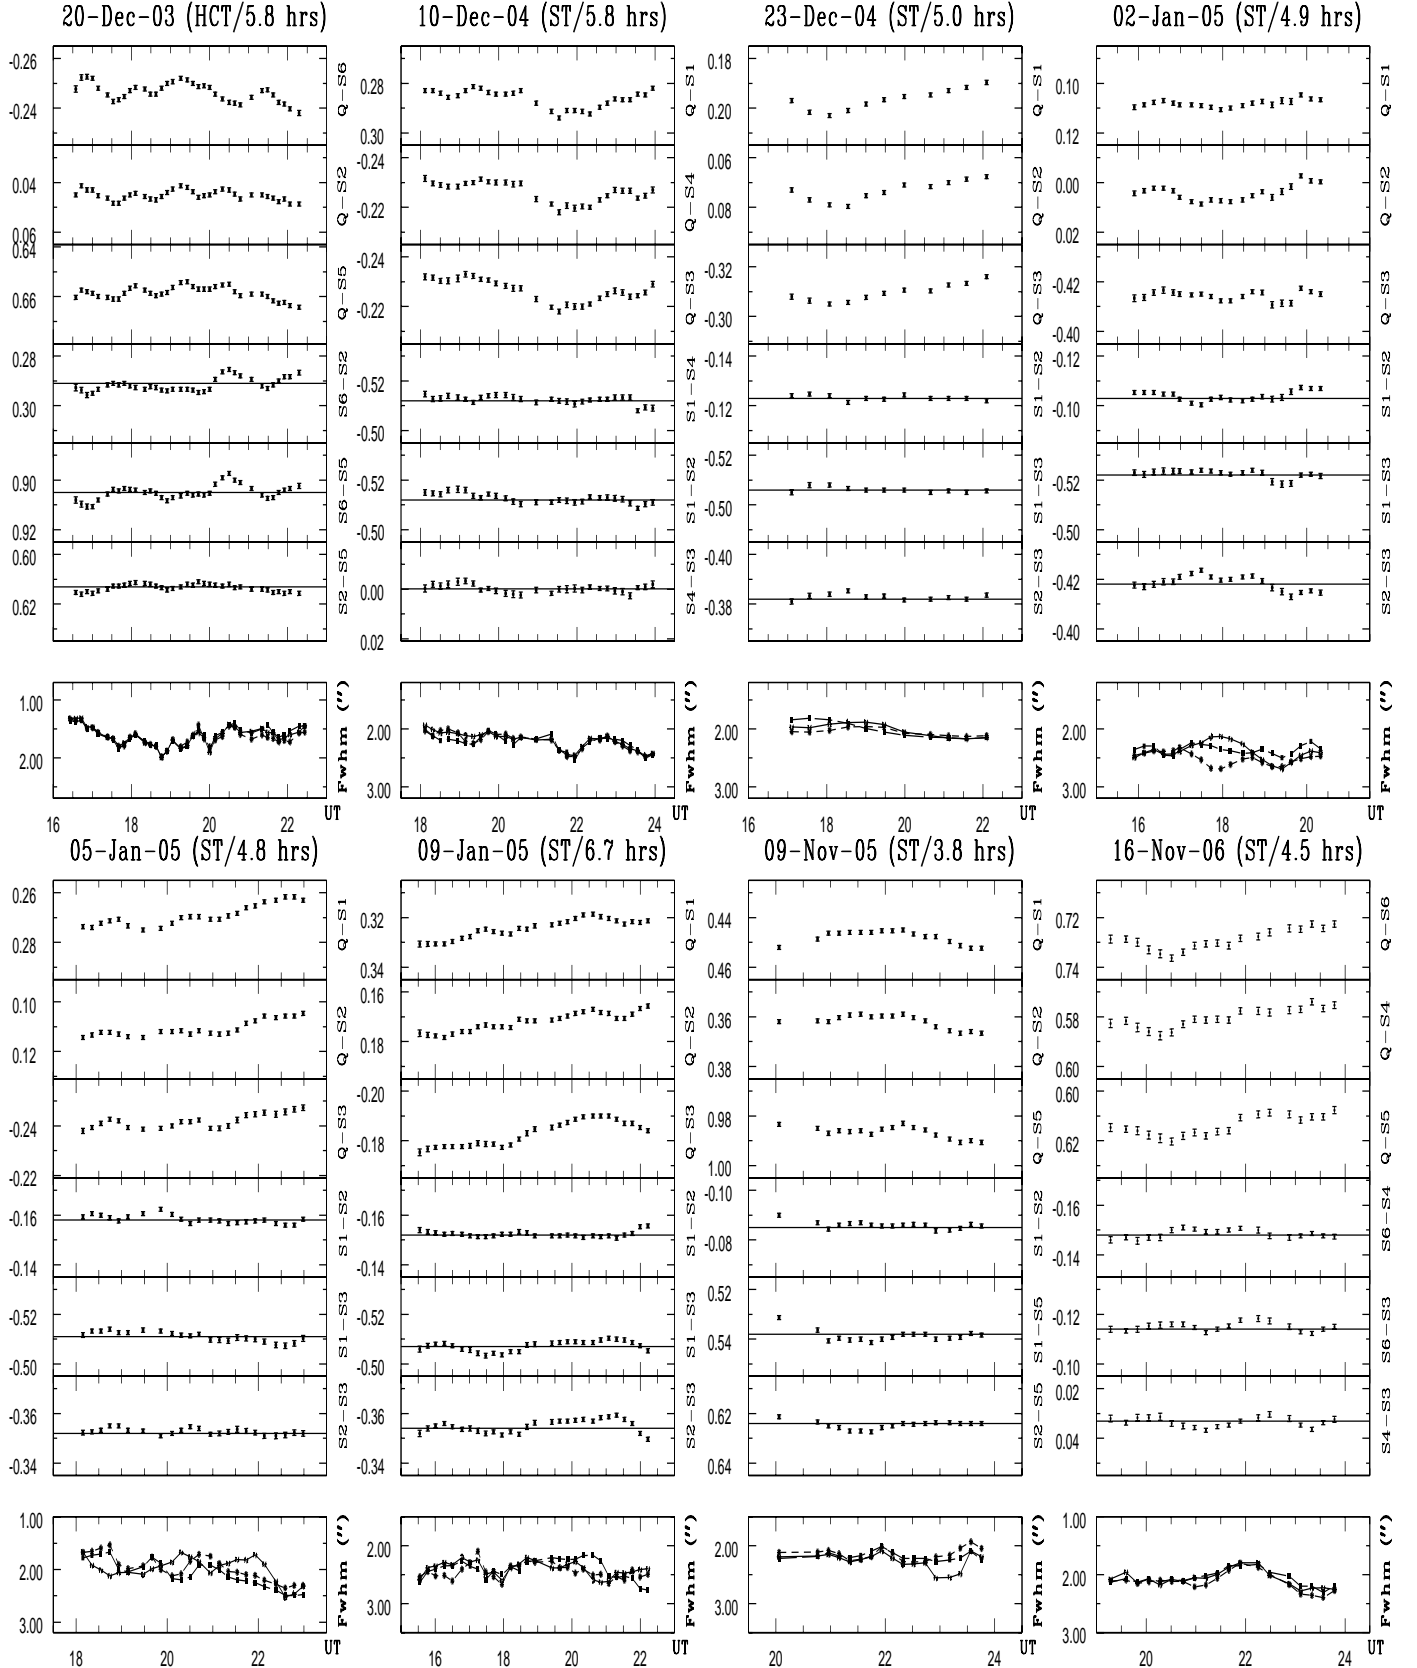 20-Dec-03 (HCT/5.8 hrs)
-0.26
-0.24
Q-S6
0.04
0.06
Q-S2
0.64
0.66
Q-S5
0.28
0.30
S6-S2
0.90
0.92
S6-S5
0.60
0.62
S2-S5
1.00
2.00
Fwhm (")
16 18 20 22 UT
10-Dec-04 (ST/5.8 hrs)
0.28
0.30
Q-S1
-0.24
-0.22
Q-S4
-0.24
-0.22
Q-S3
-0.52
-0.50
S1-S4
-0.52
-0.50
S1-S2
0.00
0.02
S4-S3
2.00
3.00
Fwhm (")
18 20 22 24
23-Dec-04 (ST/5.0 hrs)
0.18
0.20
Q-S1
0.06
0.08
Q-S2
-0.32
-0.30
Q-S3
-0.14
-0.12
S1-S2
-0.52
-0.50
S1-S3
-0.40
-0.38
S2-S3
2.00
3.00
Fwhm (")
16 18 20 22 UT
02-Jan-05 (ST/4.9 hrs)
0.10
0.12
Q-S1
0.00
0.02
Q-S2
-0.42
-0.40
Q-S3
-0.12
-0.10
S1-S2
-0.52
-0.50
S1-S3
-0.42
-0.40
S2-S3
2.00
3.00
Fwhm (")
16 18 20
05-Jan-05 (ST/4.8 hrs)
0.26
0.28
Q-S1
0.10
0.12
Q-S2
-0.24
-0.22
Q-S3
-0.16
-0.14
S1-S2
-0.52
-0.50
S1-S3
-0.36
-0.34
S2-S3
1.00
2.00
3.00
Fwhm (")
18 20 22 UT
09-Jan-05 (ST/6.7 hrs)
0.32
0.34
Q-S1
0.16
0.18
Q-S2
-0.20
-0.18
Q-S3
-0.16
-0.14
S1-S2
-0.52
-0.50
S1-S3
-0.36
-0.34
S2-S3
2.00
3.00
Fwhm (")
16 18 20 22
09-Nov-05 (ST/3.8 hrs)
0.44
0.46
Q-S1
0.36
0.38
Q-S2
0.98
1.00
Q-S5
-0.10
-0.08
S1-S2
0.52
0.54
S1-S5
0.62
0.64
S2-S5
2.00
3.00
Fwhm (")
20 22 24 UT
16-Nov-06 (ST/4.5 hrs)
0.72
0.74
Q-S6
0.58
0.60
Q-S4
0.60
0.62
Q-S5
-0.16
-0.14
S6-S4
-0.12
-0.10
S6-S3
0.02
0.04
S4-S3
1.00
2.00
3.00
Fwhm (")
20 22 24